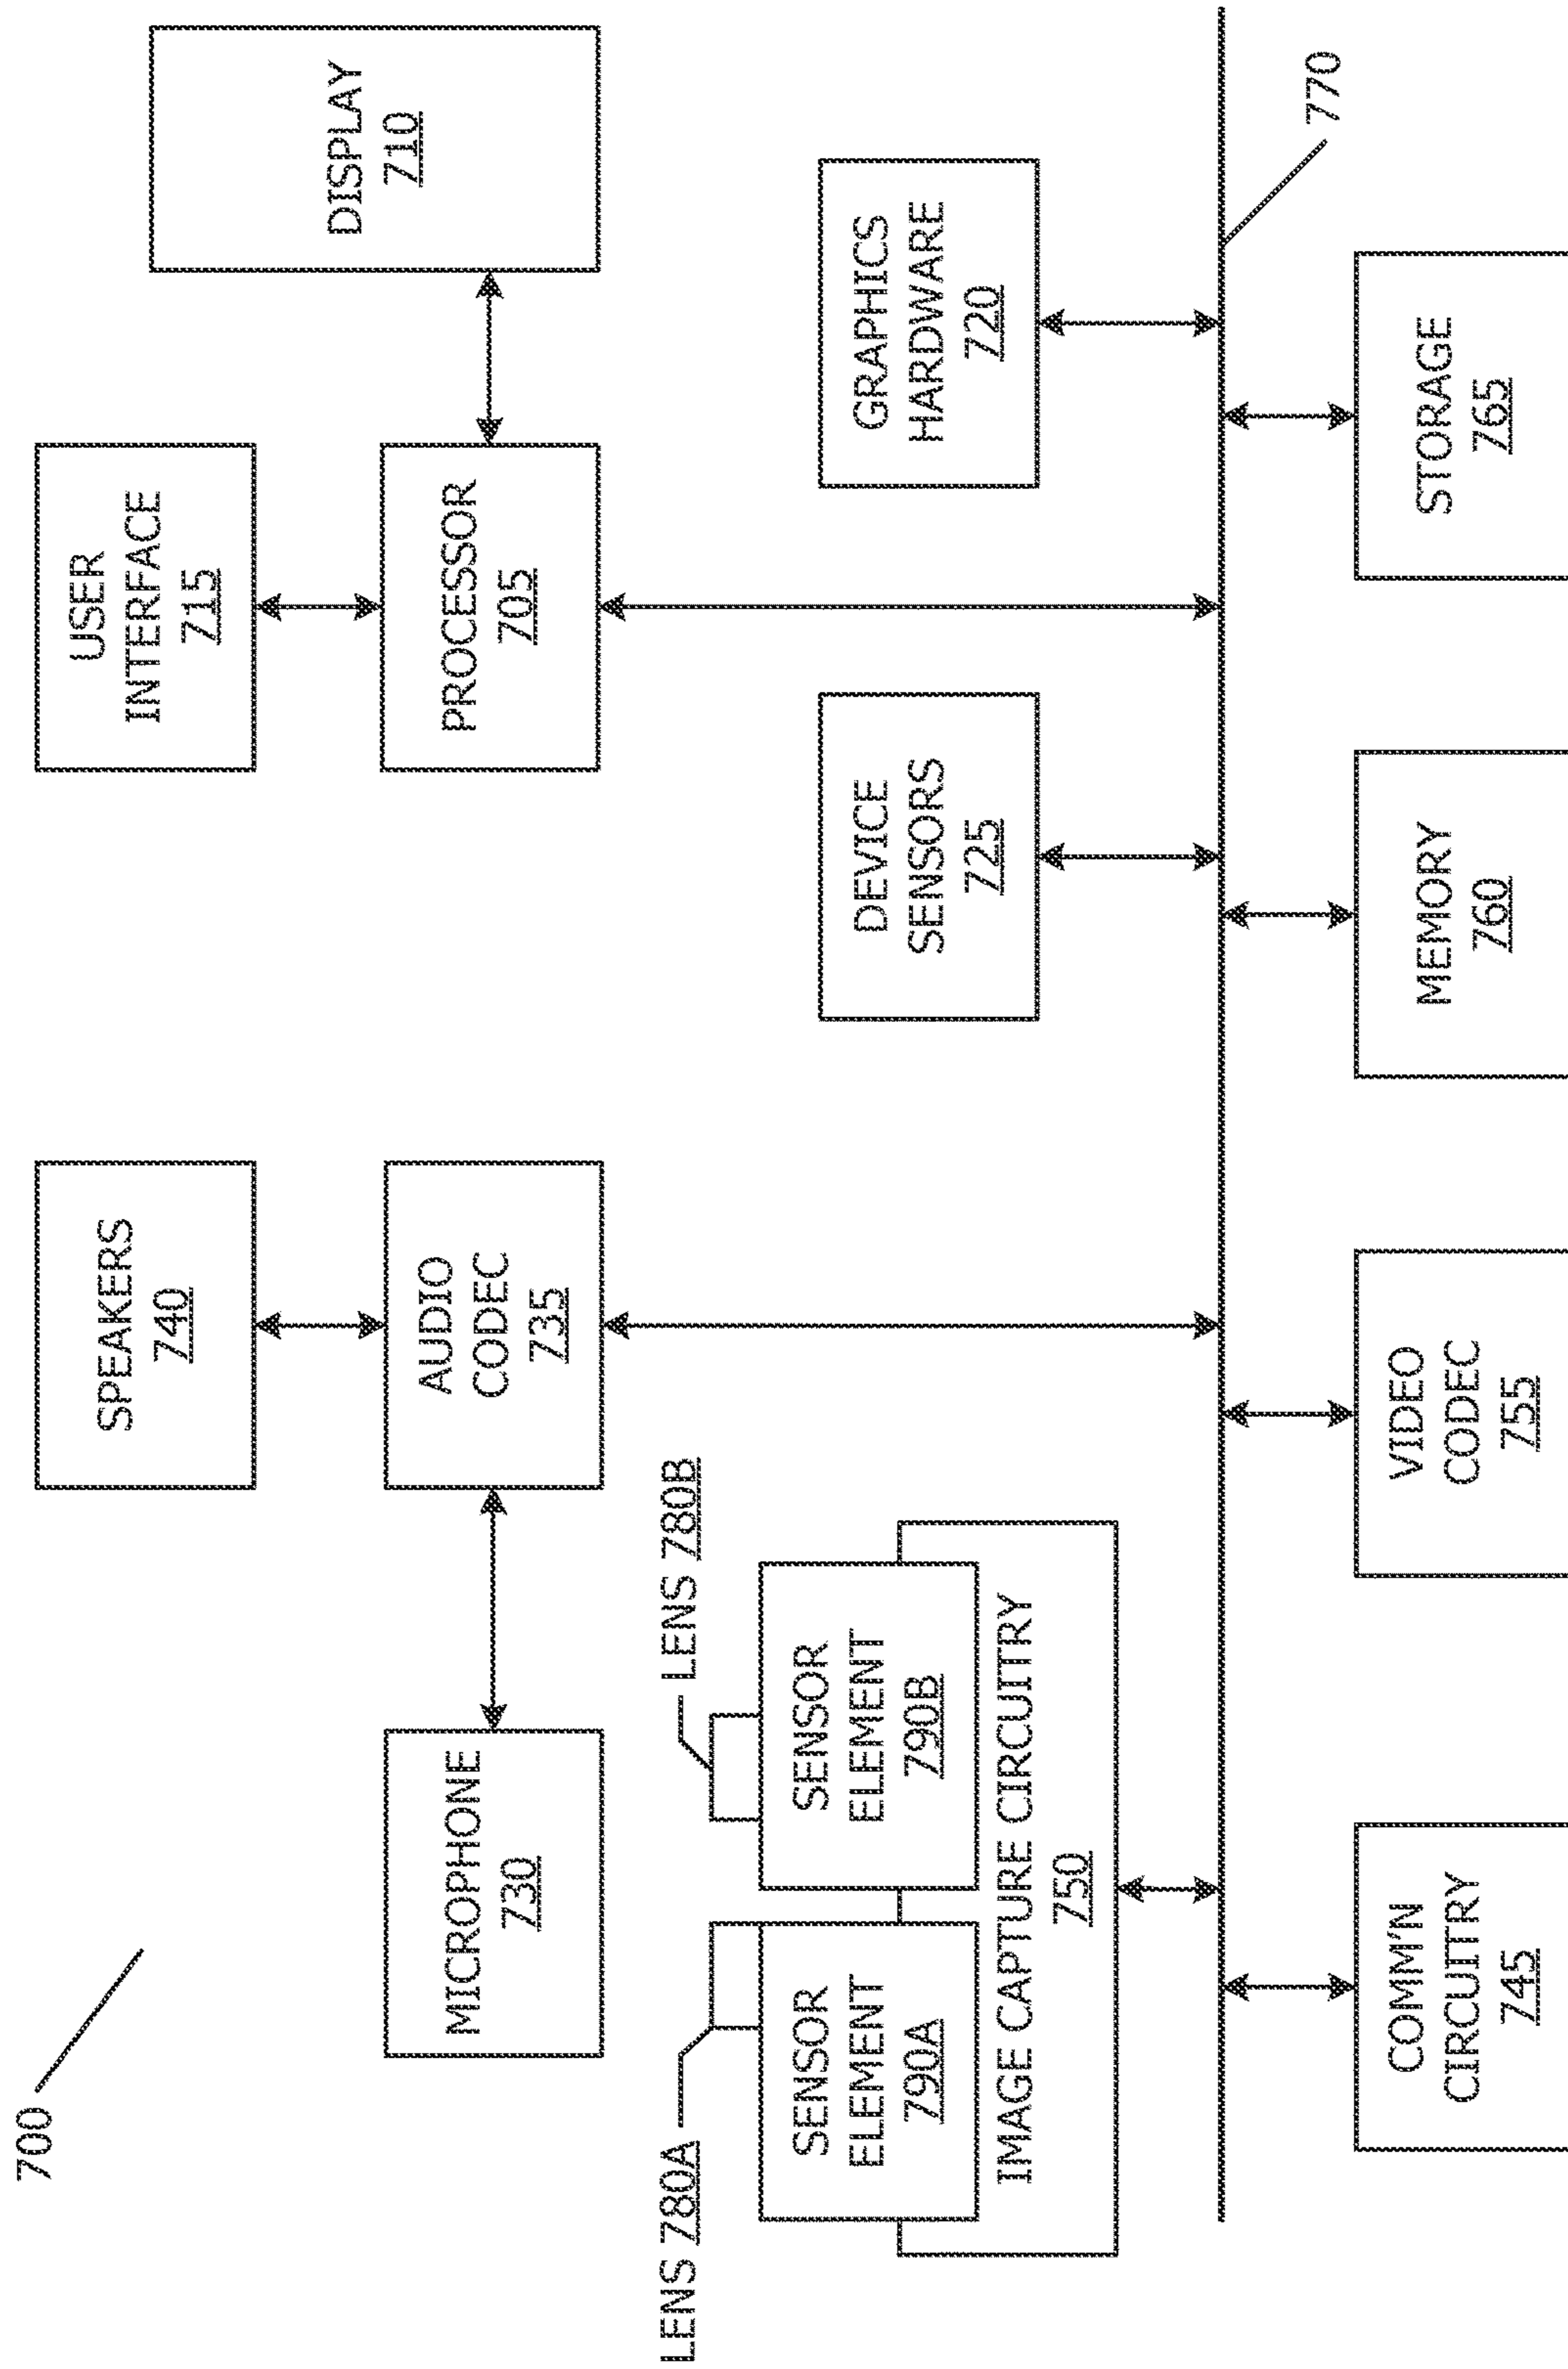 700
SPEAKERS
740
USER
INTERFACE
715
DISPLAY
710
MICROPHONE
730
AUDIO
CODEC
735
PROCESSOR
705
LENS 780A
LENS 780B
SENSOR
ELEMENT
790A
SENSOR
ELEMENT
790B
IMAGE CAPTURE CIRCUITRY
750
DEVICE
SENSORS
725
GRAPHICS
HARDWARE
720
770
COMM'N
CIRCUITRY
745
VIDEO
CODEC
755
MEMORY
760
STORAGE
765